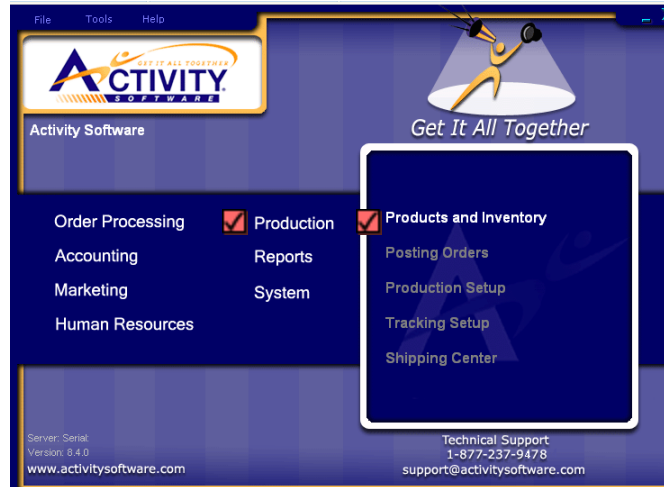 File Tools Help
GET IT ALL TOGETHER
ACTIVITY
SOFTWARE
Activity Software
Get It All Together
Order Processing Production Products and Inventory
Accounting Reports Posting Orders
Marketing System Production Setup
Human Resources Tracking Setup
Shipping Center
Server: Serial:
Version: 8.4.0
www.activitysoftware.com
Technical Support
1-877-237-9478
support@activitysoftware.com